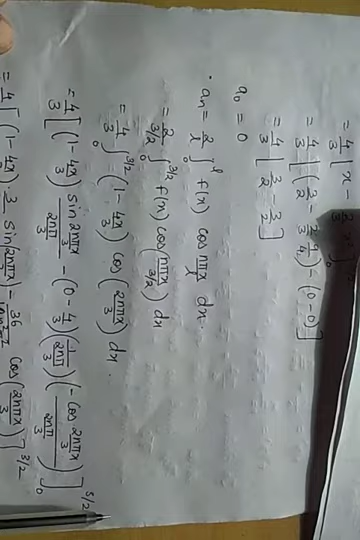 = 4/3 [ x -
= 4/3 [ ( 3/2 - 2/3 · 9/4 ) - (0-0) ]
= 4/3 [ 3/2 - 3/2 ]
a₀ = 0
aₙ = 2/l ∫₀^l f(x) cos nπx/l dx.
= 2/(3/2) ∫₀^(3/2) f(x) cos( nπx/(3/2) ) dx
= 4/3 ∫₀^(3/2) ( 1 - 4x/3 ) cos( 2nπx/3 ) dx.
= 4/3 [ ( 1 - 4x/3 ) (sin 2nπx/3)/(2nπ/3) - ( 0 - 4/3 ) ( 1/(2nπ/3) ) ( (-cos 2nπx/3)/(2nπ/3) ) ]₀^(3/2)
= 4/3 [ ( 1 - 4x/3 ) 3/ sin( 2nπx/3 ) - 36/ cos( 2nπx/3 ) ]^(3/2)